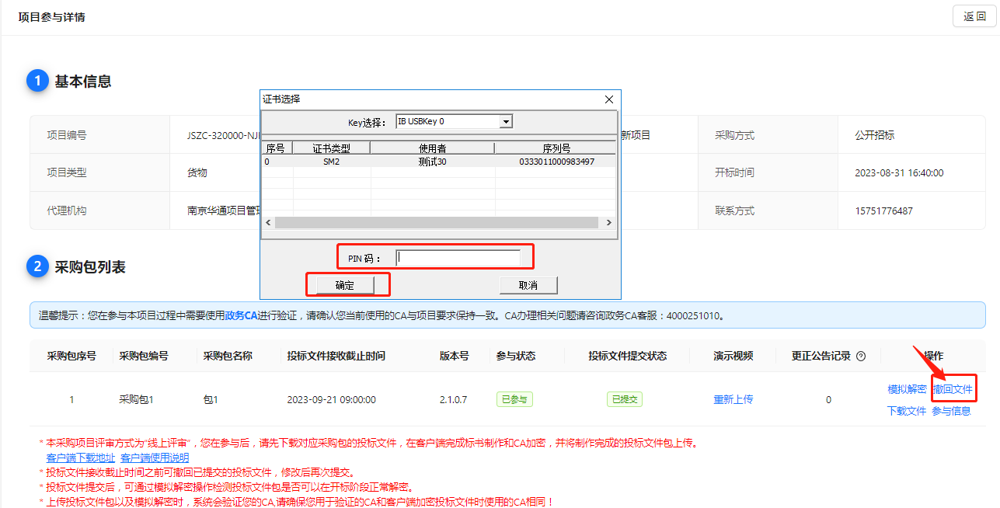 项目参与详情
返 回
1 基本信息
证书选择
Key选择： IB USBKey 0
序号 证书类型 使用者 序列号
0 SM2 测试30 0333011000983497
PIN 码：
确定 取消
项目编号 JSZC-320000-NJ 新项目 采购方式 公开招标
项目类型 货物 开标时间 2023-08-31 16:40:00
代理机构 南京华通项目管 联系方式 15751776487
2 采购包列表
温馨提示：您在参与本项目过程中需要使用政务CA进行验证，请确认您当前使用的CA与项目要求保持一致。CA办理相关问题请咨询政务CA客服：4000251010。
采购包序号 采购包编号 采购包名称 投标文件接收截止时间 版本号 参与状态 投标文件提交状态 演示视频 更正公告记录 操作
1 采购包1 包1 2023-09-21 09:00:00 2.1.0.7 已参与 已提交 重新上传 0 模拟解密 撤回文件
下载文件 参与信息
* 本采购项目评审方式为“线上评审”，您在参与后，请先下载对应采购包的投标文件，在客户端完成标书制作和CA加密，并将制作完成的投标文件包上传。
客户端下载地址 客户端使用说明
* 投标文件接收截止时间之前可撤回已提交的投标文件，修改后再次提交。
* 投标文件提交后，可通过模拟解密操作检测投标文件包是否可以在开标阶段正常解密。
* 上传投标文件包以及模拟解密时，系统会验证您的CA,请确保您用于验证的CA和客户端加密投标文件时使用的CA相同！